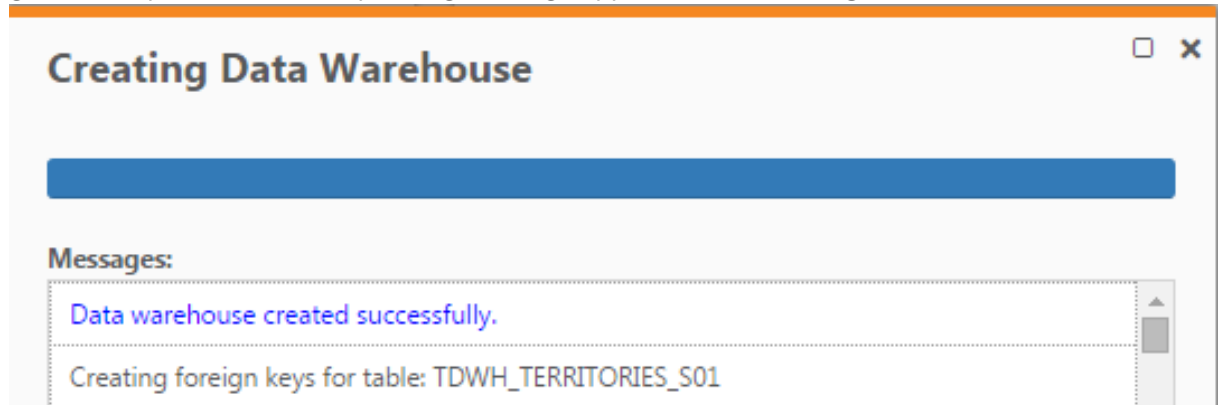 Creating Data Warehouse
Messages:
Data warehouse created successfully.
Creating foreign keys for table: TDWH_TERRITORIES_S01